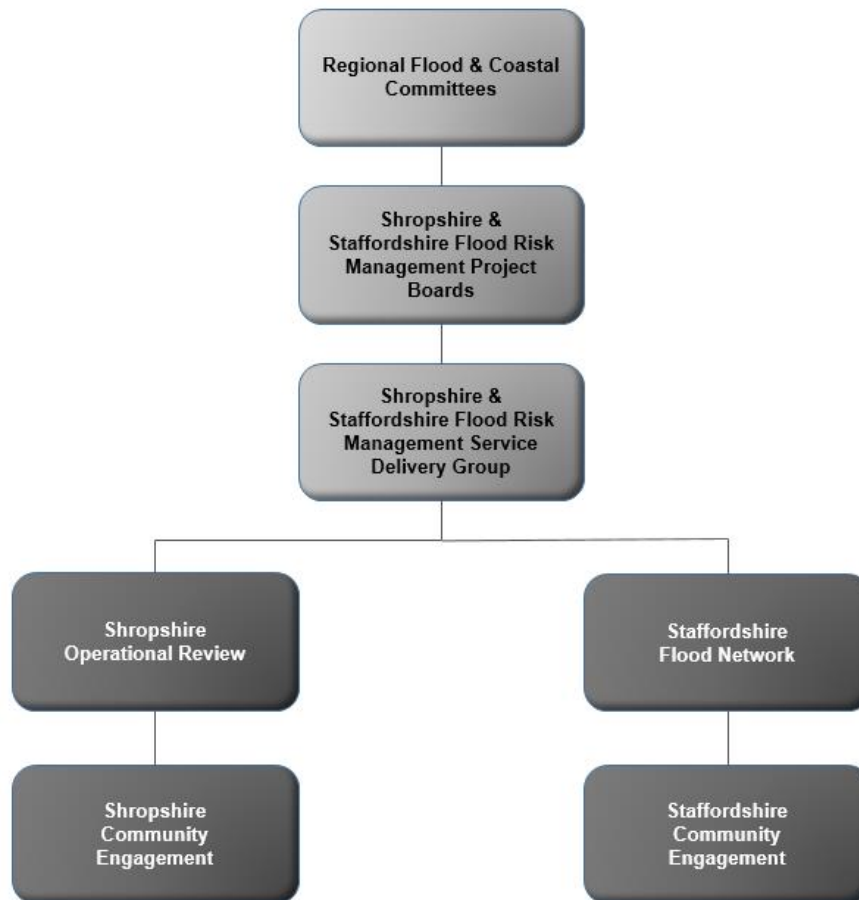 Regional Flood & Coastal
Committees
Shropshire &
Staffordshire Flood Risk
Management Project
Boards
Shropshire &
Staffordshire Flood Risk
Management Service
Delivery Group
Shropshire
Operational Review
Staffordshire
Flood Network
Shropshire
Community
Engagement
Staffordshire
Community
Engagement